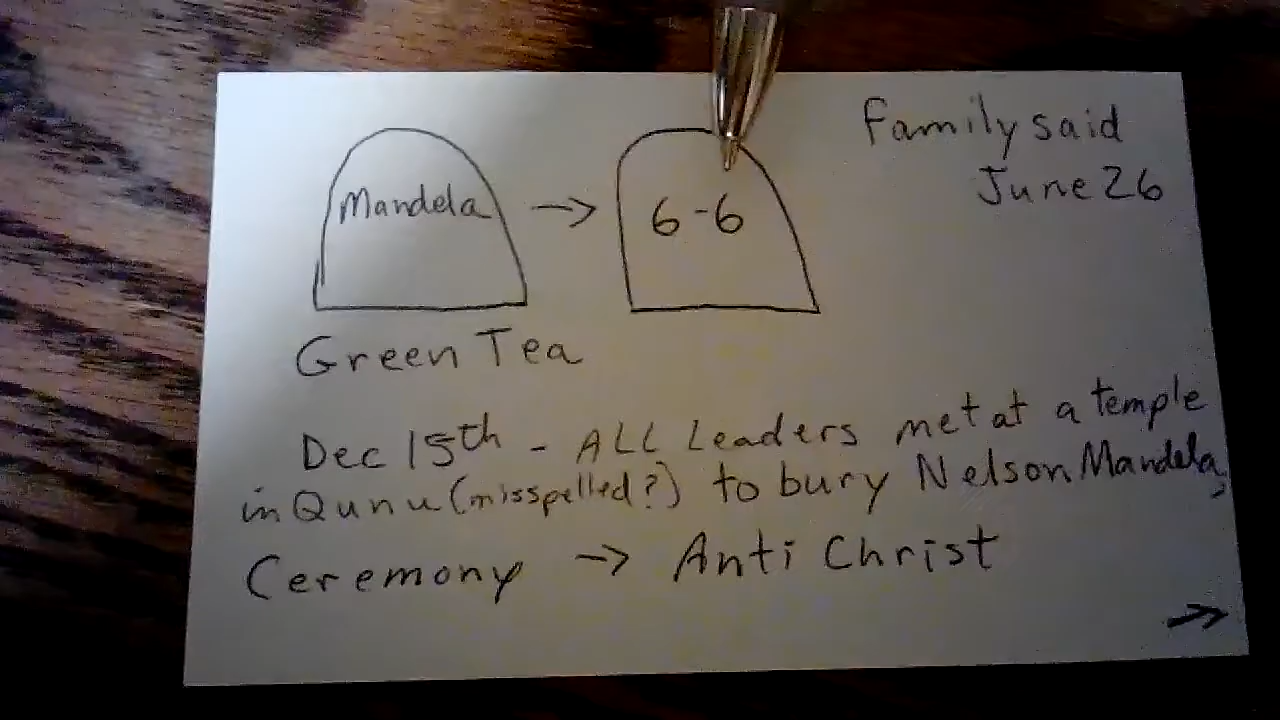 Family said
June 26
Mandela → 6-6
Green Tea
Dec 15th - ALL Leaders met at a temple
in Qunu (misspelled?) to bury Nelson Mandela,
Ceremony → Anti Christ
→